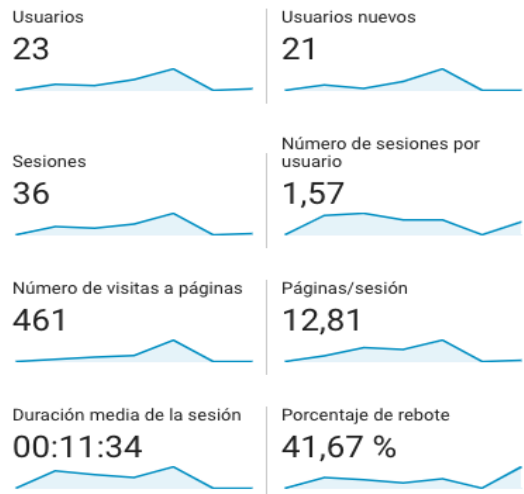 Usuarios
23
Usuarios nuevos
21
Sesiones
36
Número de sesiones por
usuario
1,57
Número de visitas a páginas
461
Páginas/sesión
12,81
Duración media de la sesión
00:11:34
Porcentaje de rebote
41,67 %